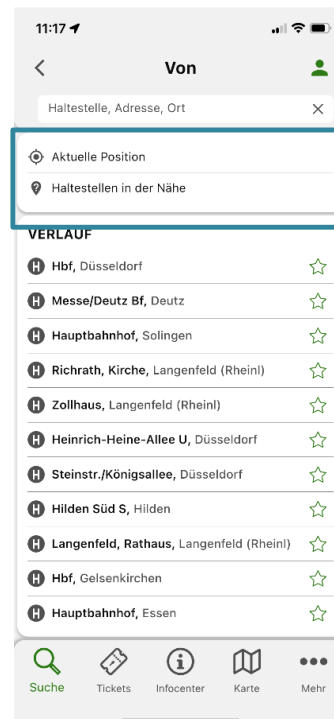 11:17
Von
Haltestelle, Adresse, Ort
Aktuelle Position
Haltestellen in der Nähe
VERLAUF
H Hbf, Düsseldorf
H Messe/Deutz Bf, Deutz
H Hauptbahnhof, Solingen
H Richrath, Kirche, Langenfeld (Rheinl)
H Zollhaus, Langenfeld (Rheinl)
H Heinrich-Heine-Allee U, Düsseldorf
H Steinstr./Königsallee, Düsseldorf
H Hilden Süd S, Hilden
H Langenfeld, Rathaus, Langenfeld (Rheinl)
H Hbf, Gelsenkirchen
H Hauptbahnhof, Essen
Suche Tickets Infocenter Karte Mehr